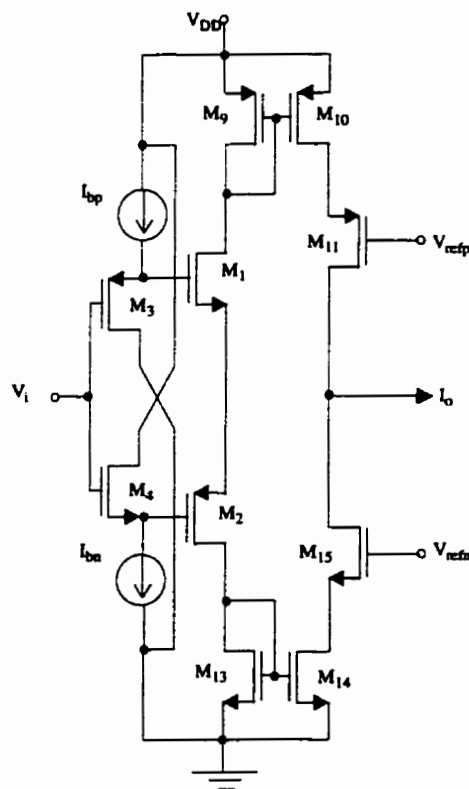 V_DD
M_9
M_10
I_bp
M_11
V_refp
M_1
M_3
V_i
I_o
M_4
M_2
I_bn
M_15
V_refn
M_13
M_14